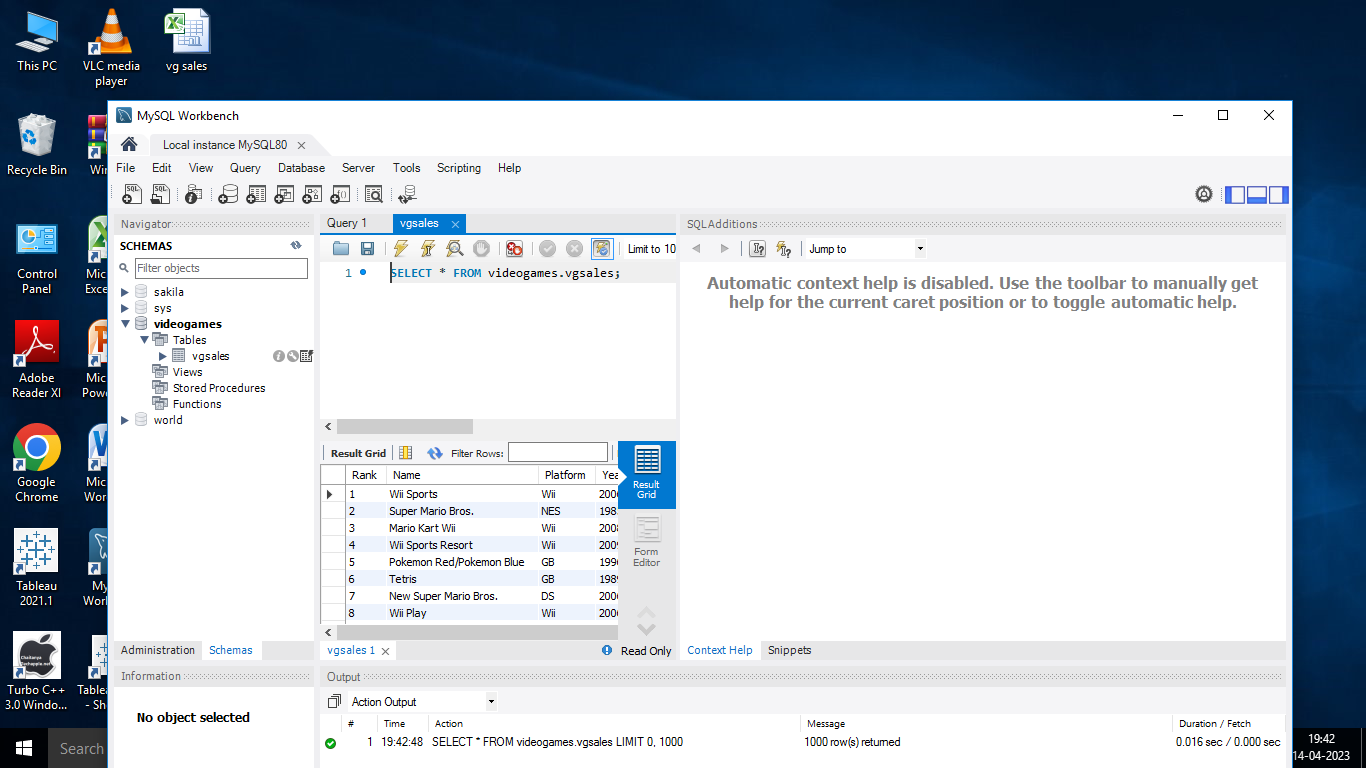 This PC
VLC media
player
vg sales
Recycle Bin
Control
Panel
Adobe
Reader XI
Google
Chrome
Tableau
2021.1
Chaitanya
Techapple.net
Turbo C++
3.0 Windo...
Win
Mic
Exce
Mic
Pow
Mic
Wor
My
Work
Tablea
- Sh
MySQL Workbench
Local instance MySQL80
File Edit View Query Database Server Tools Scripting Help
Navigator
SCHEMAS
Filter objects
sakila
sys
videogames
Tables
vgsales
Views
Stored Procedures
Functions
world
Administration Schemas
Information
No object selected
Query 1 vgsales
Limit to 10
1 SELECT * FROM videogames.vgsales;
Result Grid Filter Rows:
Rank Name Platform Yea
1 Wii Sports Wii 200
2 Super Mario Bros. NES 198
3 Mario Kart Wii Wii 200
4 Wii Sports Resort Wii 200
5 Pokemon Red/Pokemon Blue GB 199
6 Tetris GB 198
7 New Super Mario Bros. DS 200
8 Wii Play Wii 200
Result
Grid
Form
Editor
vgsales 1
Read Only
SQLAdditions
Jump to
Automatic context help is disabled. Use the toolbar to manually get
help for the current caret position or to toggle automatic help.
Context Help Snippets
Output
Action Output
# Time Action Message Duration / Fetch
1 19:42:48 SELECT * FROM videogames.vgsales LIMIT 0, 1000 1000 row(s) returned 0.016 sec / 0.000 sec
Search
19:42
14-04-2023